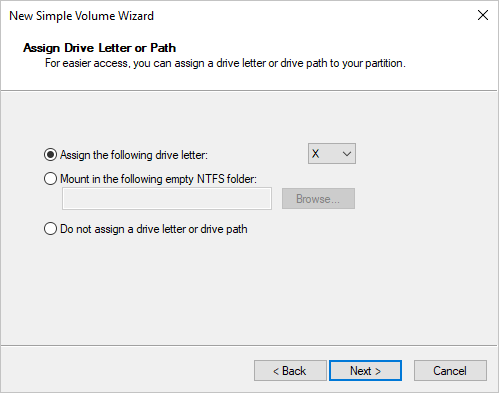 New Simple Volume Wizard
Assign Drive Letter or Path
For easier access, you can assign a drive letter or drive path to your partition.
Assign the following drive letter: X
Mount in the following empty NTFS folder:
Browse...
Do not assign a drive letter or drive path
< Back Next > Cancel